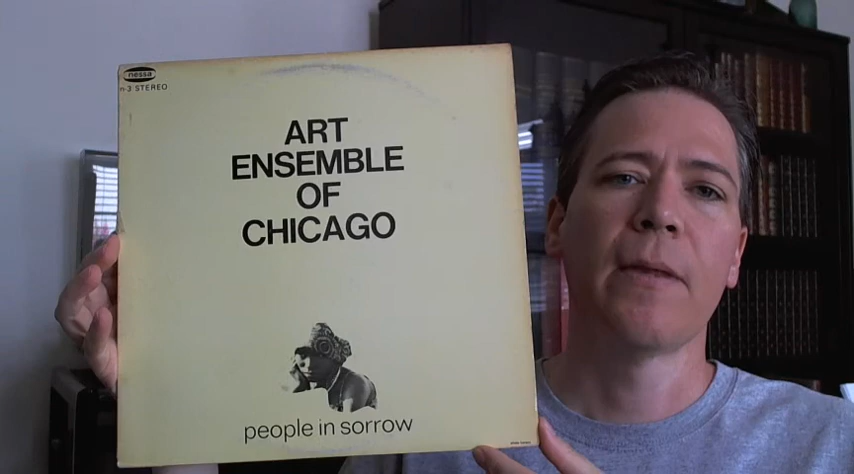 nessa
n-3 STEREO
ART
ENSEMBLE
OF
CHICAGO
people in sorrow